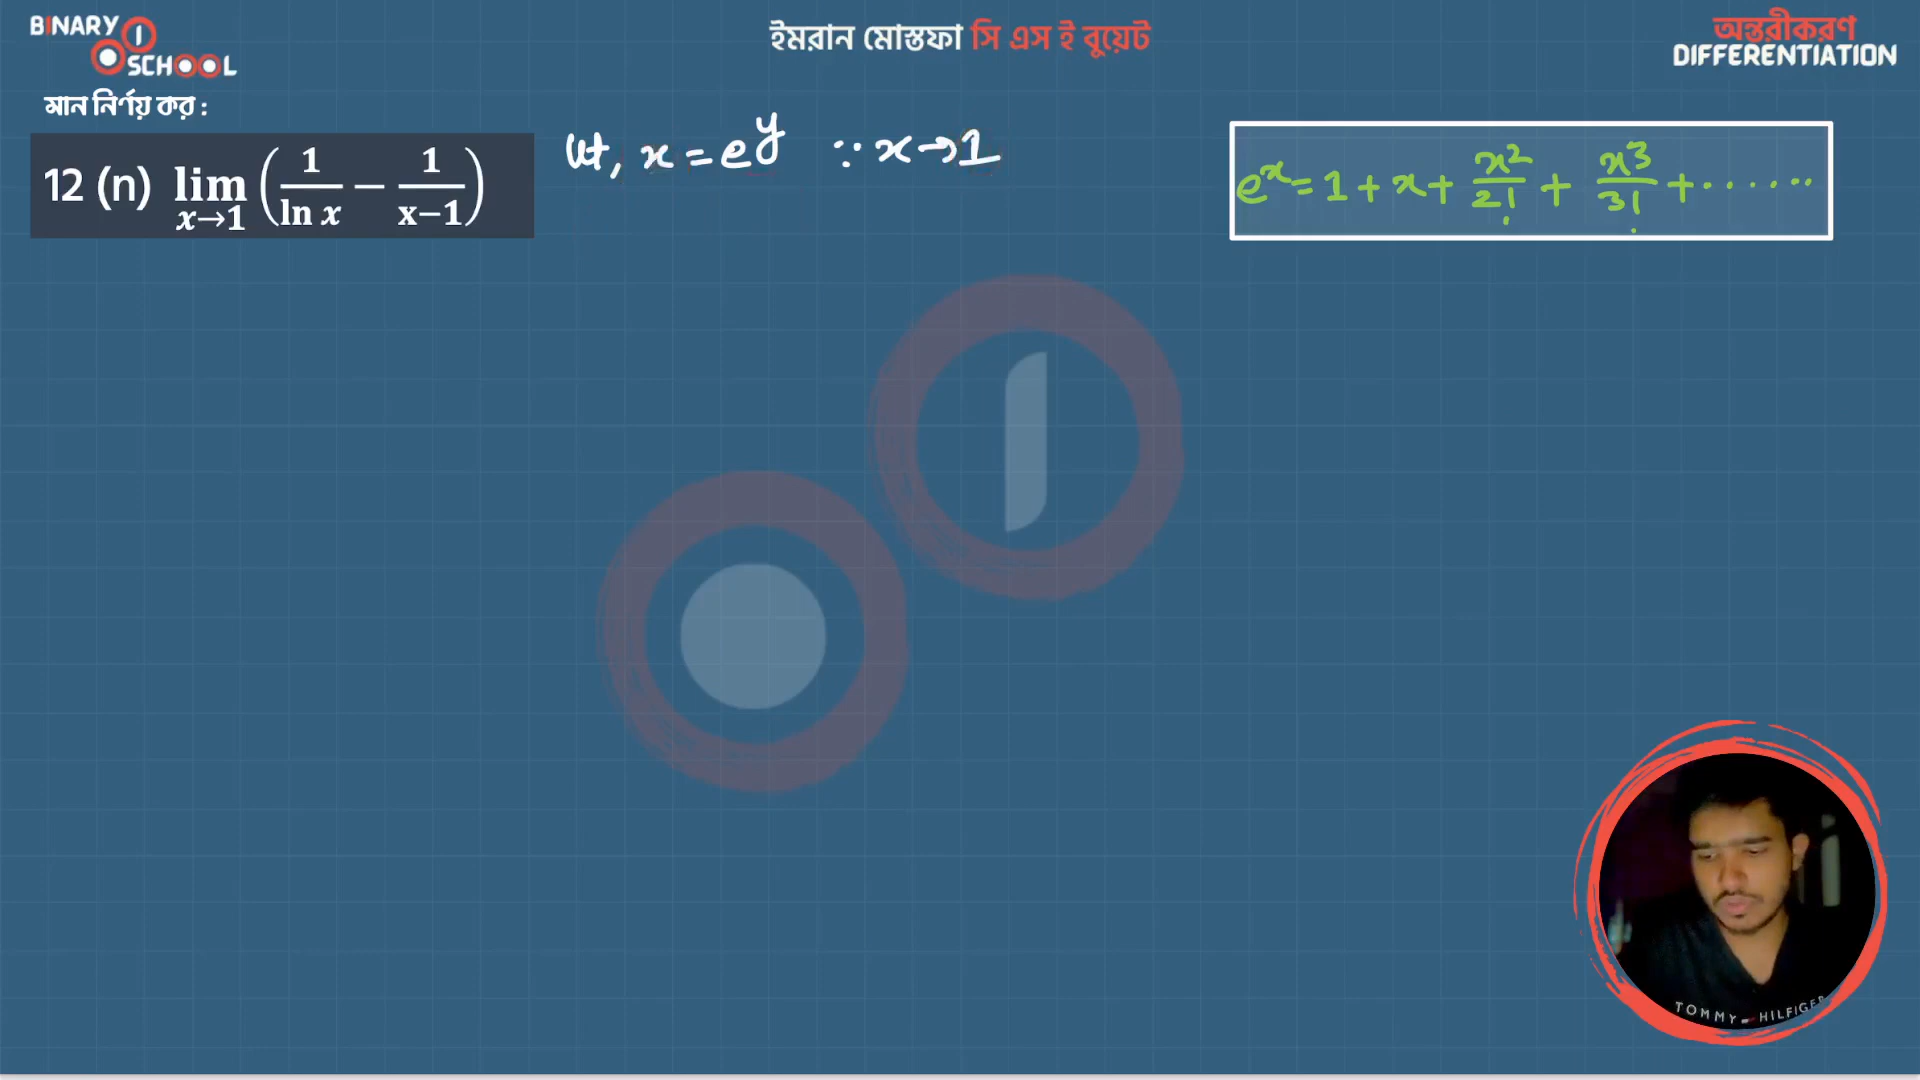 BINARY SCHOOL
ইমরান মোস্তফা সি এস ই বুয়েট
অন্তরীকরণ
DIFFERENTIATION
মান নির্ণয় কর :
12 (n) lim x→1 (1/ln x − 1/x−1)
let, x = e^y ∵ x→1
e^x = 1 + x + x²/2! + x³/3! + ......
TOMMY HILFIGER